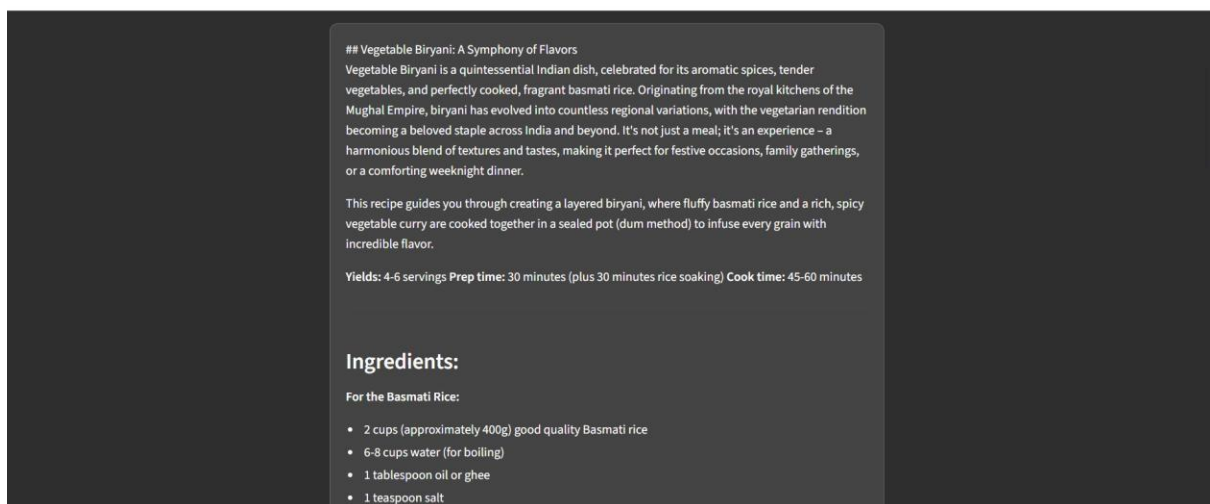 ## Vegetable Biryani: A Symphony of Flavors
Vegetable Biryani is a quintessential Indian dish, celebrated for its aromatic spices, tender
vegetables, and perfectly cooked, fragrant basmati rice. Originating from the royal kitchens of the
Mughal Empire, biryani has evolved into countless regional variations, with the vegetarian rendition
becoming a beloved staple across India and beyond. It's not just a meal; it's an experience – a
harmonious blend of textures and tastes, making it perfect for festive occasions, family gatherings,
or a comforting weeknight dinner.
This recipe guides you through creating a layered biryani, where fluffy basmati rice and a rich, spicy
vegetable curry are cooked together in a sealed pot (dum method) to infuse every grain with
incredible flavor.
Yields: 4-6 servings Prep time: 30 minutes (plus 30 minutes rice soaking) Cook time: 45-60 minutes
Ingredients:
For the Basmati Rice:
• 2 cups (approximately 400g) good quality Basmati rice
• 6-8 cups water (for boiling)
• 1 tablespoon oil or ghee
• 1 teaspoon salt